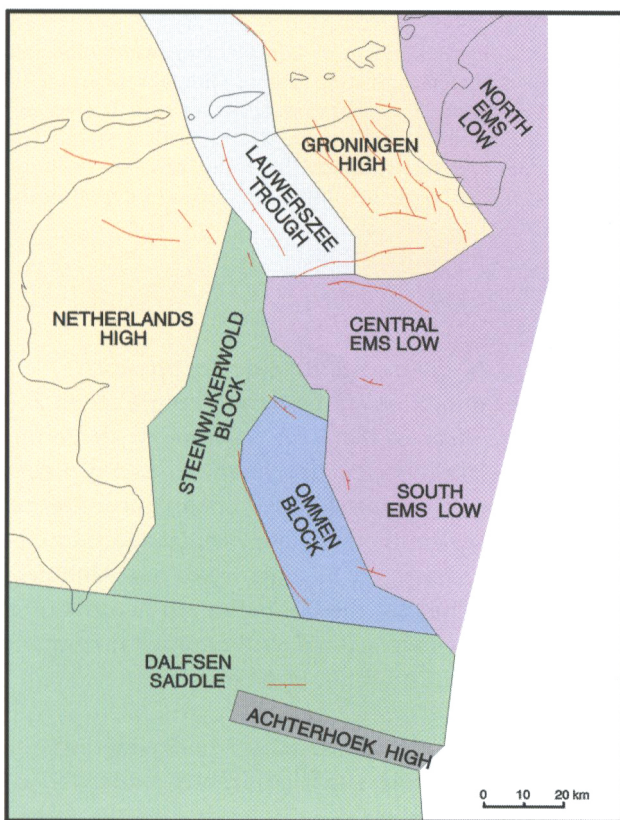 NORTH
EMS
LOW
GRONINGEN
HIGH
LAUWERSZEE
TROUGH
NETHERLANDS
HIGH
CENTRAL
EMS LOW
STEENWIJKERWOLD
BLOCK
OMMEN
BLOCK
SOUTH
EMS LOW
DALFSEN
SADDLE
ACHTERHOEK HIGH
0 10 20 km